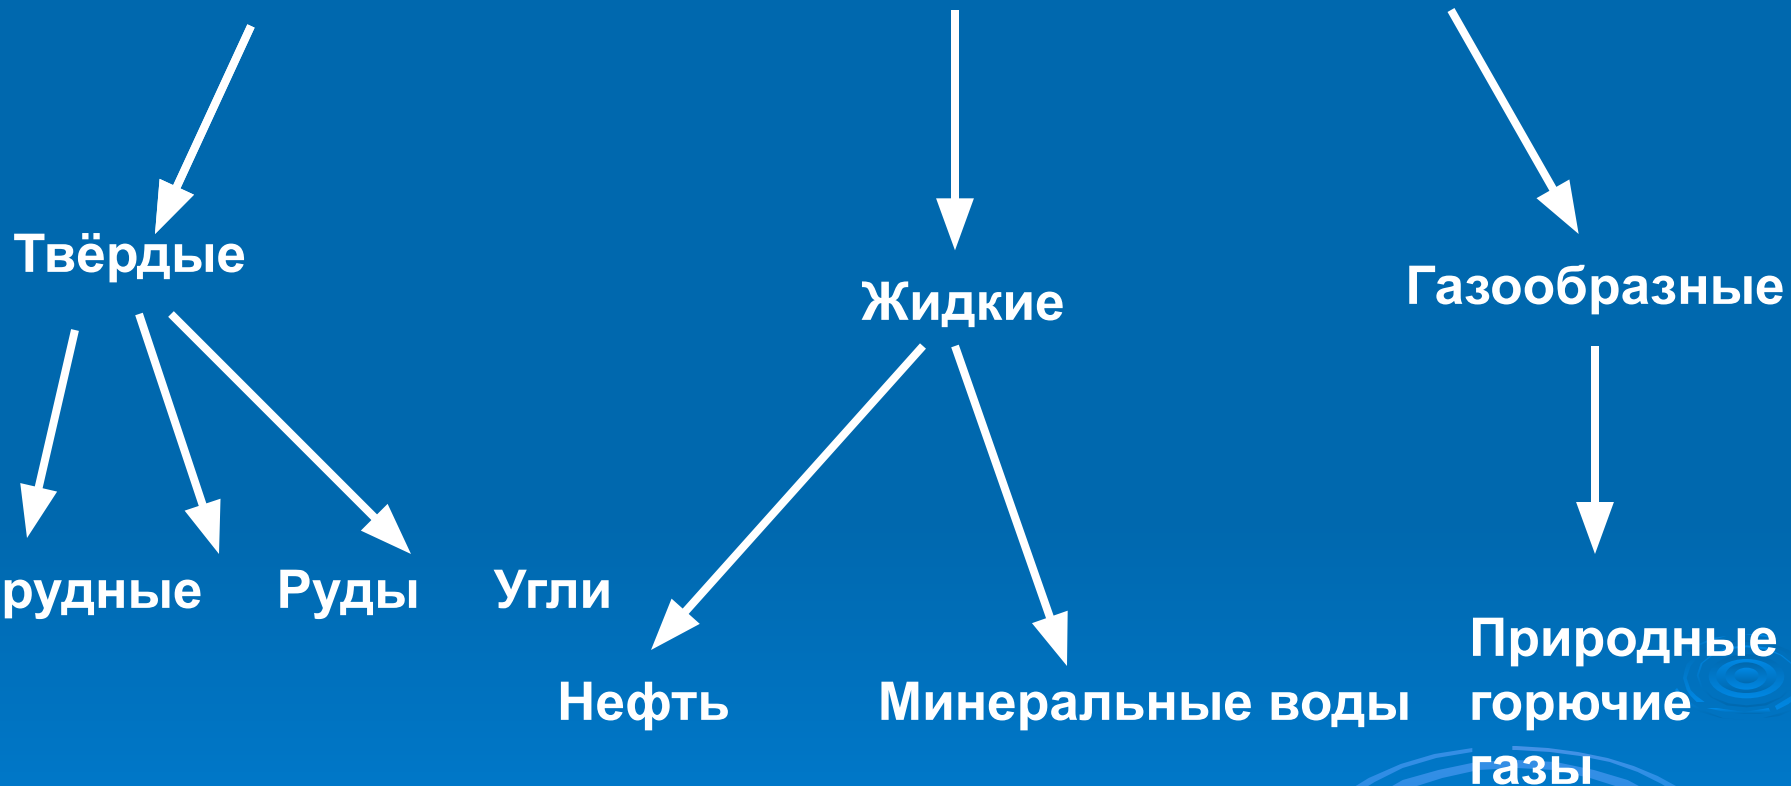 Твёрдые
Жидкие
Газообразные
рудные Руды Угли
Нефть
Минеральные воды
Природные
горючие
газы